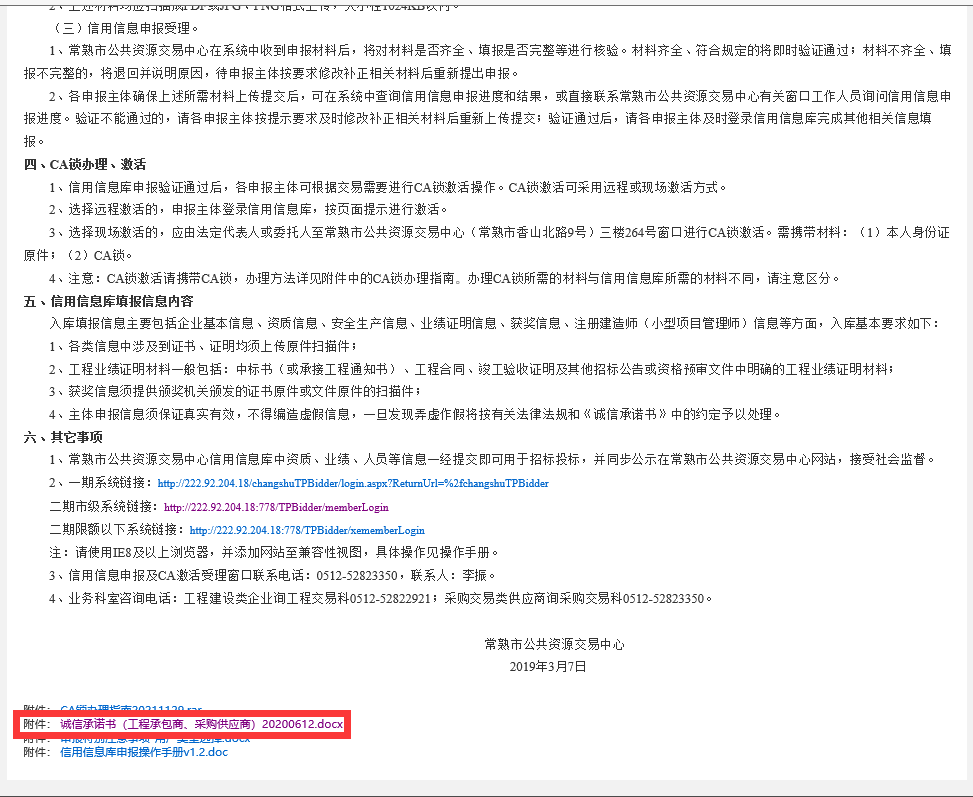 2、上述材料均应扫描成PDF或JPG、PNG格式上传，大小在1024KB以内。
（三）信用信息申报受理。
1、常熟市公共资源交易中心在系统中收到申报材料后，将对材料是否齐全、填报是否完整等进行核验。材料齐全、符合规定的将即时验证通过；材料不齐全、填
报不完整的，将退回并说明原因，待申报主体按要求修改补正相关材料后重新提出申报。
2、各申报主体确保上述所需材料上传提交后，可在系统中查询信用信息申报进度和结果，或直接联系常熟市公共资源交易中心有关窗口工作人员询问信用信息申
报进度。验证不能通过的，请各申报主体按提示要求及时修改补正相关材料后重新上传提交；验证通过后，请各申报主体及时登录信用信息库完成其他相关信息填
报。
四、CA锁办理、激活
1、信用信息库申报验证通过后，各申报主体可根据交易需要进行CA锁激活操作。CA锁激活可采用远程或现场激活方式。
2、选择远程激活的，申报主体登录信用信息库，按页面提示进行激活。
3、选择现场激活的，应由法定代表人或委托人至常熟市公共资源交易中心（常熟市香山北路9号）三楼264号窗口进行CA锁激活。需携带材料：（1）本人身份证
原件；（2）CA锁。
4、注意：CA锁激活请携带CA锁，办理方法详见附件中的CA锁办理指南。办理CA锁所需的材料与信用信息库所需的材料不同，请注意区分。
五、信用信息库填报信息内容
入库填报信息主要包括企业基本信息、资质信息、安全生产信息、业绩证明信息、获奖信息、注册建造师（小型项目管理师）信息等方面，入库基本要求如下：
1、各类信息中涉及到证书、证明均须上传原件扫描件；
2、工程业绩证明材料一般包括：中标书（或承接工程通知书）、工程合同、竣工验收证明及其他招标公告或资格预审文件中明确的工程业绩证明材料；
3、获奖信息须提供颁奖机关颁发的证书原件或文件原件的扫描件；
4、主体申报信息须保证真实有效，不得编造虚假信息，一旦发现弄虚作假将按有关法律法规和《诚信承诺书》中的约定予以处理。
六、其它事项
1、常熟市公共资源交易中心信用信息库中资质、业绩、人员等信息一经提交即可用于招标投标，并同步公示在常熟市公共资源交易中心网站，接受社会监督。
2、一期系统链接：http://222.92.204.18/changshuTPBidder/login.aspx?ReturnUrl=%2fchangshuTPBidder
二期市级系统链接：http://222.92.204.18:778/TPBidder/memberLogin
二期限额以下系统链接：http://222.92.204.18:778/TPBidder/xememberLogin
注：请使用IE8及以上浏览器，并添加网站至兼容性视图，具体操作见操作手册。
3、信用信息申报及CA激活受理窗口联系电话：0512-52823350，联系人：李振。
4、业务科室咨询电话：工程建设类企业询工程交易科0512-52822921；采购交易类供应商询采购交易科0512-52823350。
常熟市公共资源交易中心
2019年3月7日
附件：CA锁办理指南20211129.rar
附件：诚信承诺书（工程承包商、采购供应商）20200612.docx
附件：申报特别注意事项-用户类型选择.docx
附件：信用信息库申报操作手册v1.2.doc